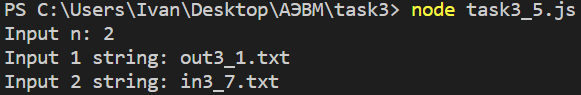 PS C:\Users\Ivan\Desktop\АЭВМ\task3> node task3_5.js
Input n: 2
Input 1 string: out3_1.txt
Input 2 string: in3_7.txt